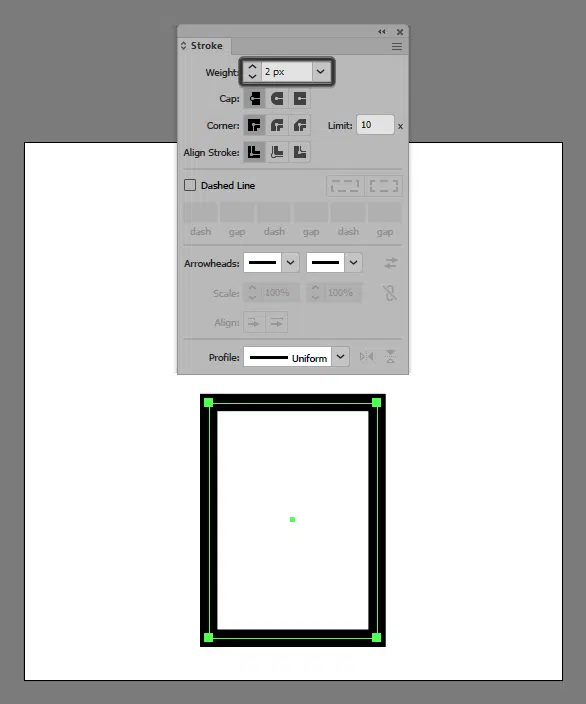 Stroke
Weight: 2 px
Cap:
Corner: Limit: 10 x
Align Stroke:
Dashed Line
dash gap dash gap dash gap
Arrowheads:
Scale: 100% 100%
Align:
Profile: Uniform